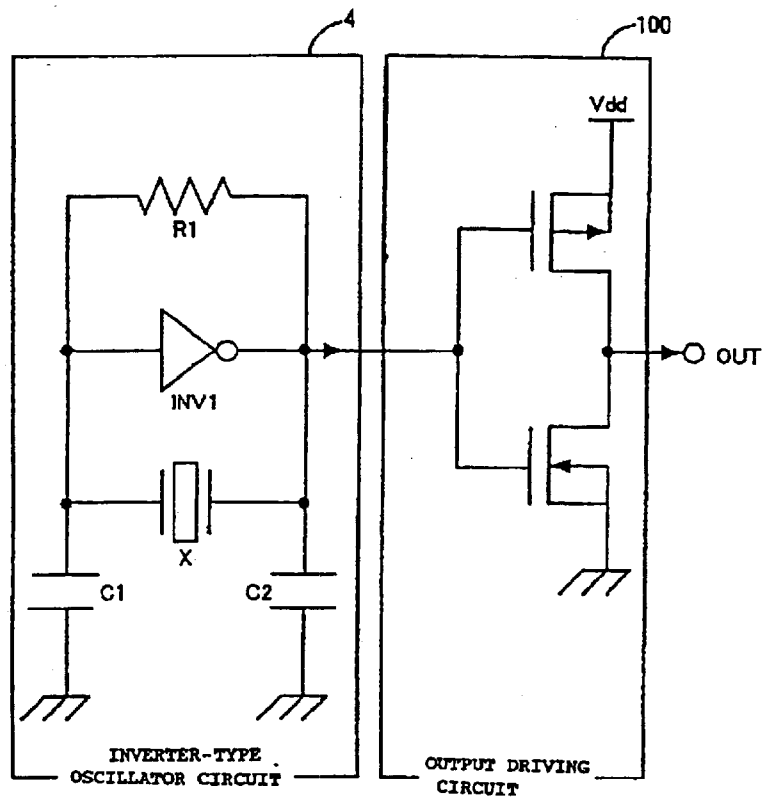 4
100
Vdd
R1
INV1
OUT
X
C1
C2
INVERTER-TYPE
OSCILLATOR CIRCUIT
OUTPUT DRIVING
CIRCUIT